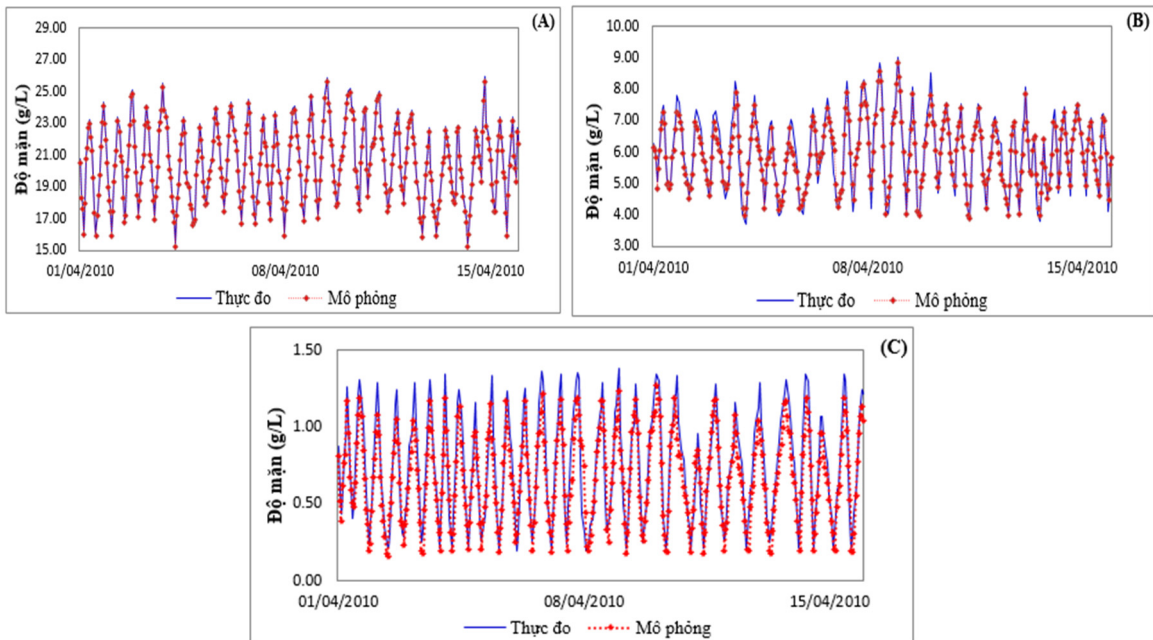 (A)
29.00
27.00
25.00
23.00
21.00
19.00
17.00
15.00
Độ mặn (g/L)
01/04/2010 08/04/2010 15/04/2010
Thực đo Mô phỏng
(B)
10.00
9.00
8.00
7.00
6.00
5.00
4.00
3.00
Độ mặn (g/L)
01/04/2010 08/04/2010 15/04/2010
Thực đo Mô phỏng
(C)
1.50
1.00
0.50
0.00
Độ mặn (g/L)
01/04/2010 08/04/2010 15/04/2010
Thực đo Mô phỏng